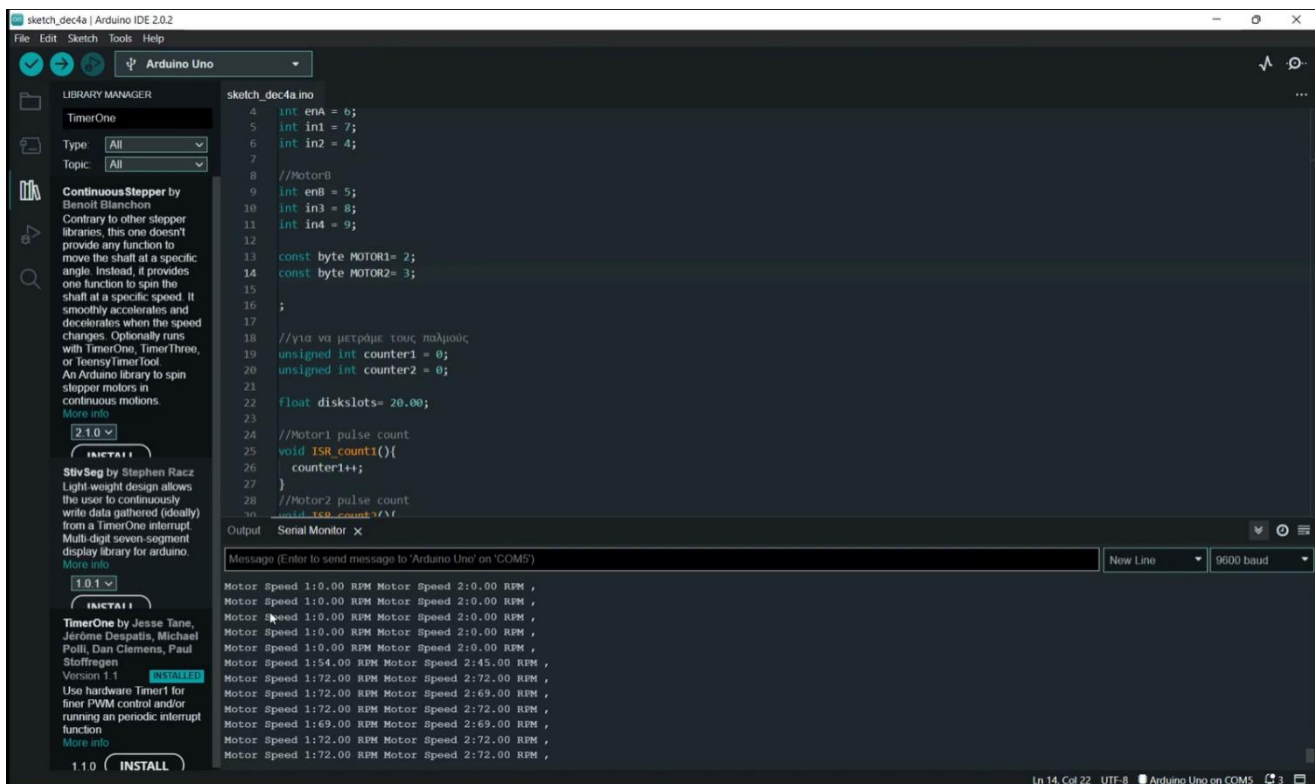 sketch_dec4a | Arduino IDE 2.0.2
File Edit Sketch Tools Help
Arduino Uno
LIBRARY MANAGER
TimerOne
Type: All
Topic: All
ContinuousStepper by
Benoit Blanchon
Contrary to other stepper
libraries, this one doesn't
provide any function to
move the shaft at a specific
angle. Instead, it provides
one function to spin the
shaft at a specific speed. It
smoothly accelerates and
decelerates when the speed
changes. Optionally runs
with TimerOne, TimerThree,
or TeensyTimerTool.
An Arduino library to spin
stepper motors in
continuous motions.
More info
2.1.0
INSTALL
StivSeg by Stephen Racz
Light-weight design allows
the user to continuously
write data gathered (ideally)
from a TimerOne interrupt.
Multi-digit seven-segment
display library for arduino.
More info
1.0.1
INSTALL
TimerOne by Jesse Tane,
Jérôme Despatis, Michael
Polli, Dan Clemens, Paul
Stoffregen
Version 1.1 INSTALLED
Use hardware Timer1 for
finer PWM control and/or
running an periodic interrupt
function
More info
1.1.0 INSTALL
sketch_dec4a.ino
4 int enA = 6;
5 int in1 = 7;
6 int in2 = 4;
7
8 //MotorB
9 int enB = 5;
10 int in3 = 8;
11 int in4 = 9;
12
13 const byte MOTOR1= 2;
14 const byte MOTOR2= 3;
15
16 ;
17
18 //για να μετράμε τους παλμούς
19 unsigned int counter1 = 0;
20 unsigned int counter2 = 0;
21
22 float diskslots= 20.00;
23
24 //Motor1 pulse count
25 void ISR_count1(){
26 counter1++;
27 }
28 //Motor2 pulse count
29 void ISR_count2(){
Output Serial Monitor
Message (Enter to send message to 'Arduino Uno' on 'COM5')
New Line
9600 baud
Motor Speed 1:0.00 RPM Motor Speed 2:0.00 RPM ,
Motor Speed 1:0.00 RPM Motor Speed 2:0.00 RPM ,
Motor Speed 1:0.00 RPM Motor Speed 2:0.00 RPM ,
Motor Speed 1:0.00 RPM Motor Speed 2:0.00 RPM ,
Motor Speed 1:0.00 RPM Motor Speed 2:0.00 RPM ,
Motor Speed 1:54.00 RPM Motor Speed 2:45.00 RPM ,
Motor Speed 1:72.00 RPM Motor Speed 2:72.00 RPM ,
Motor Speed 1:72.00 RPM Motor Speed 2:69.00 RPM ,
Motor Speed 1:72.00 RPM Motor Speed 2:72.00 RPM ,
Motor Speed 1:69.00 RPM Motor Speed 2:69.00 RPM ,
Motor Speed 1:72.00 RPM Motor Speed 2:72.00 RPM ,
Motor Speed 1:72.00 RPM Motor Speed 2:72.00 RPM ,
Ln 14, Col 22 UTF-8 Arduino Uno on COM5 3